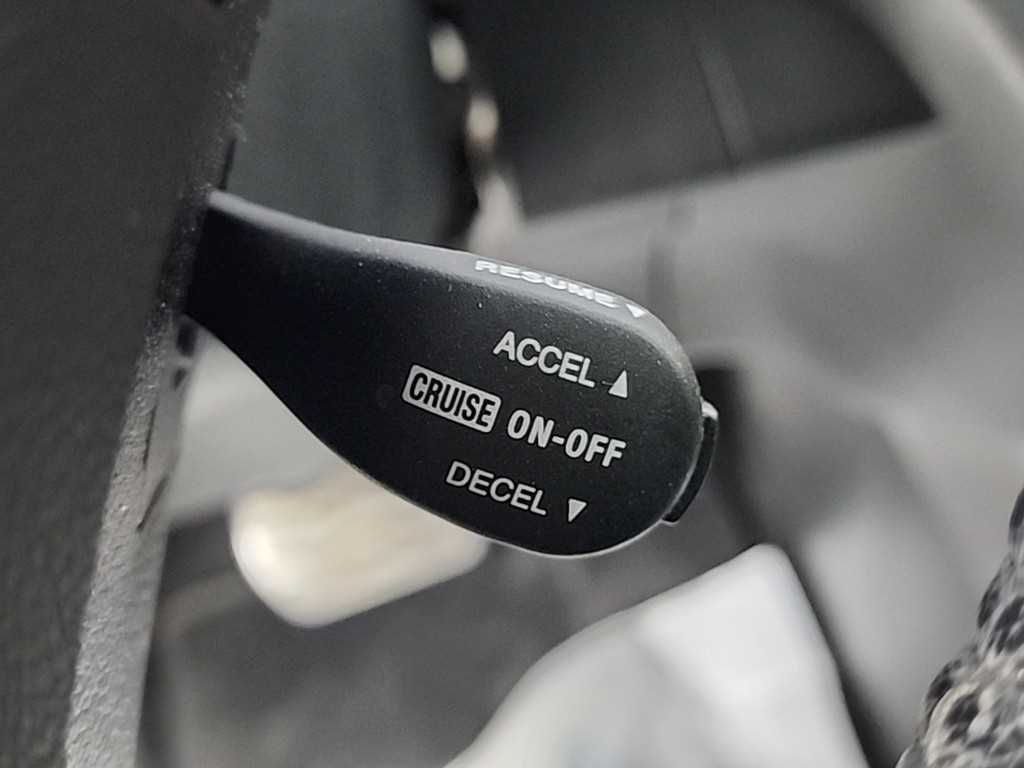 RESUME ▼
ACCEL ▲
CRUISE ON-OFF
DECEL ▼